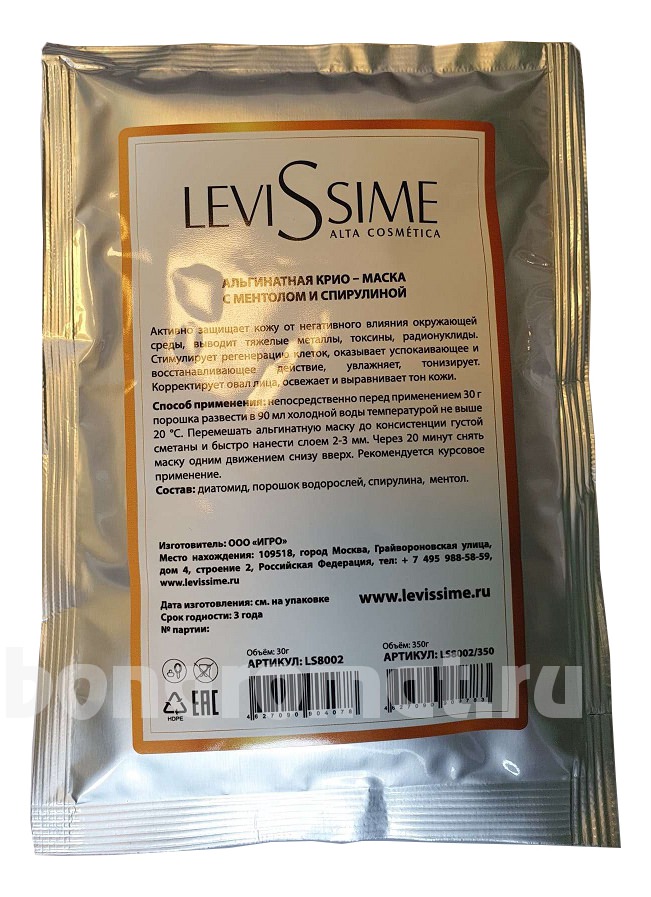 LEVISSIME
ALTA COSMÉTICA
АЛЬГИНАТНАЯ КРИО – МАСКА
С МЕНТОЛОМ И СПИРУЛИНОЙ
Активно защищает кожу от негативного влияния окружающей
среды, выводит тяжелые металлы, токсины, радионуклиды.
Стимулирует регенерацию клеток, оказывает успокаивающее и
восстанавливающее действие, увлажняет, тонизирует.
Корректирует овал лица, освежает и выравнивает тон кожи.
Способ применения: непосредственно перед применением 30 г
порошка развести в 90 мл холодной воды температурой не выше
20 °C. Перемешать альгинатную маску до консистенции густой
сметаны и быстро нанести слоем 2-3 мм. Через 20 минут снять
маску одним движением снизу вверх. Рекомендуется курсовое
применение.
Состав: диатомид, порошок водорослей, спирулина, ментол.
Изготовитель: ООО «ИГРО»
Место нахождения: 109518, город Москва, Грайвороновская улица,
дом 4, строение 2, Российская Федерация, тел: + 7 495 988-58-59,
www.levissime.ru
Дата изготовления: см. на упаковке
www.levissime.ru
Срок годности: 3 года
№ партии:
Объём: 30г
Объём: 350г
АРТИКУЛ: LS8002
АРТИКУЛ: LS8002/350
bonaromat.ru
HDPE
EAC
4 627090 904078